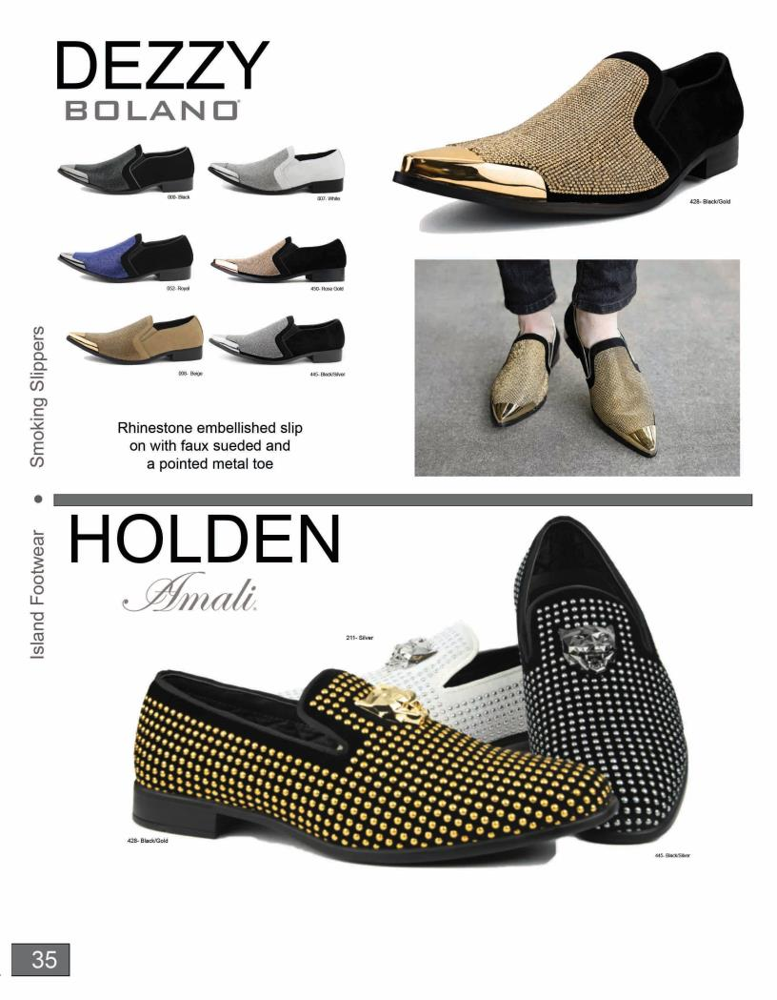 DEZZY
BOLANO
000- Black
007- White
428- Black/Gold
052- Royal
450- Rose Gold
008- Beige
445- Black/Silver
Rhinestone embellished slip
on with faux sueded and
a pointed metal toe
Island Footwear • Smoking Slippers
HOLDEN
Amali
211- Silver
428- Black/Gold
445- Black/Silver
35